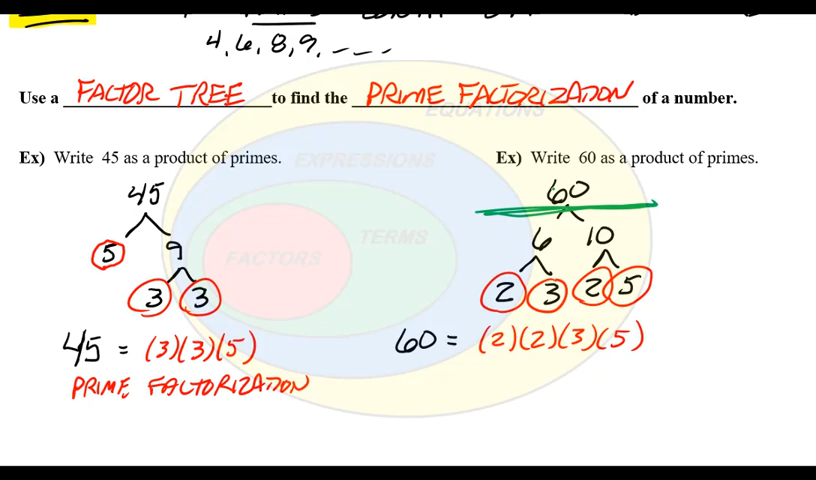 4, 6, 8, 9, ----
Use a FACTOR TREE to find the PRIME FACTORIZATION of a number.
EQUATIONS
Ex) Write 45 as a product of primes.
Ex) Write 60 as a product of primes.
EXPRESSIONS
45
60
TERMS
6 10
5 9
FACTORS
3 3
2 3 2 5
45 = (3)(3)(5)
60 = (2)(2)(3)(5)
PRIME FACTORIZATION